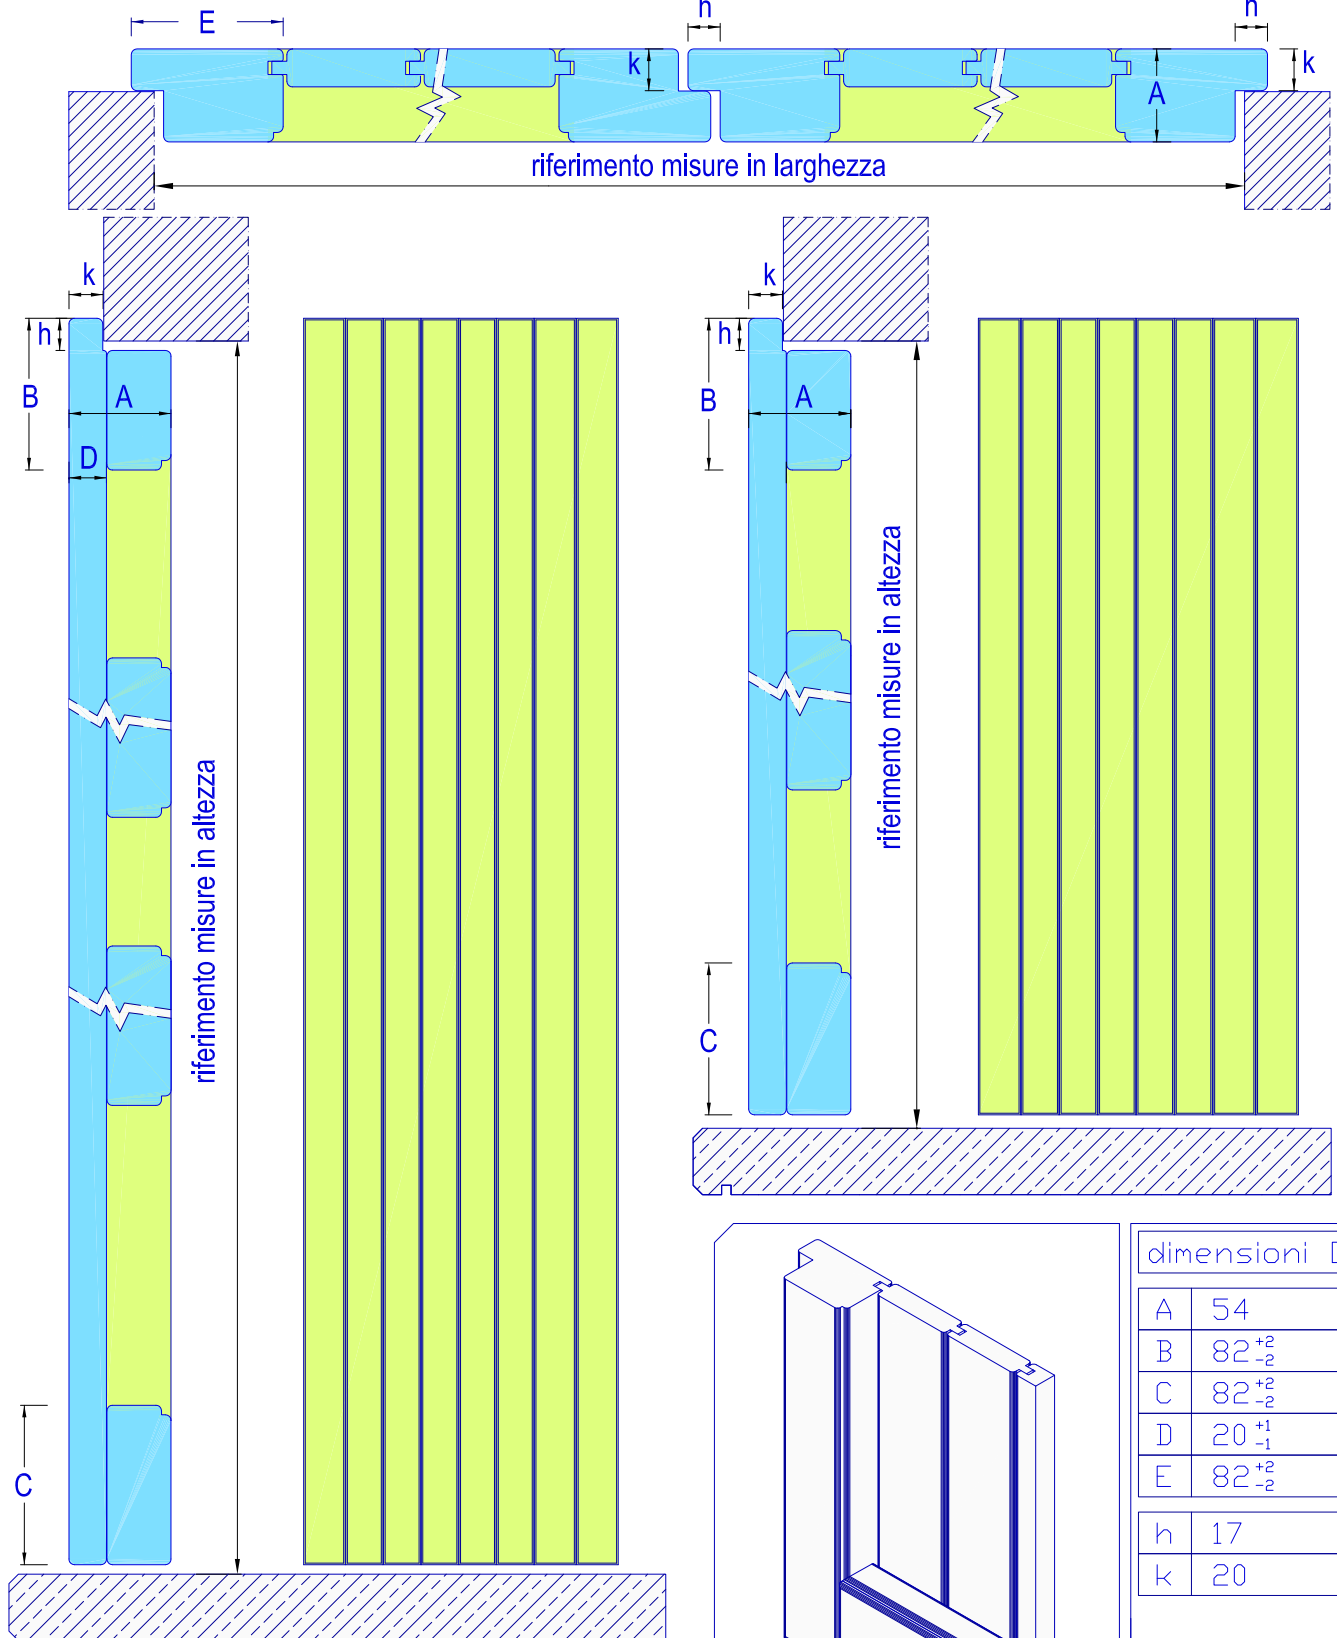 E
h
h
k
k
A
riferimento misure in larghezza
k
h
B
A
D
riferimento misure in altezza
C
k
h
B
A
riferimento misure in altezza
C
dimensioni
A 54
B 82 +2 -2
C 82 +2 -2
D 20 +1 -1
E 82 +2 -2
h 17
k 20